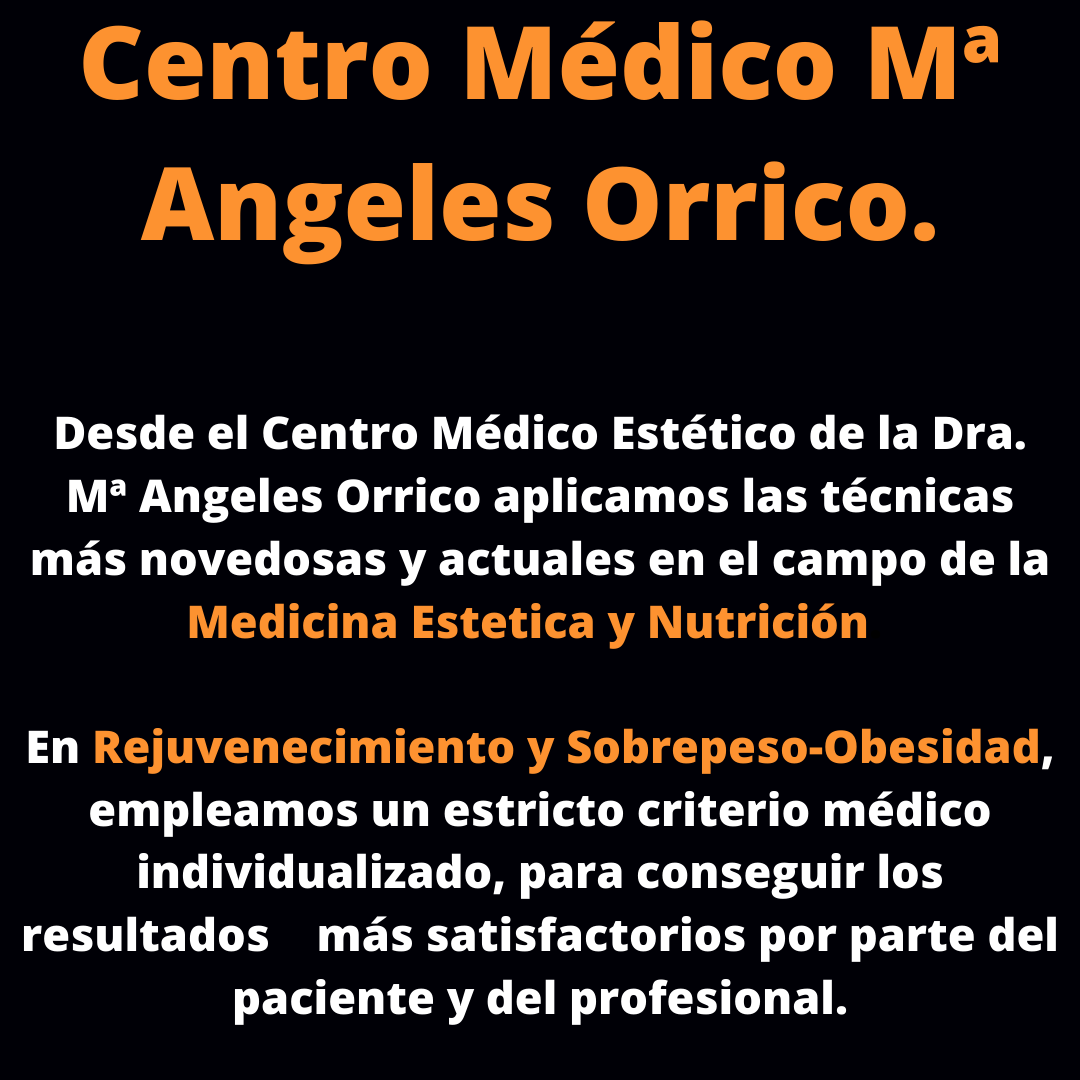 Centro Médico Mª
Angeles Orrico.
Desde el Centro Médico Estético de la Dra.
Mª Angeles Orrico aplicamos las técnicas
más novedosas y actuales en el campo de la
Medicina Estetica y Nutrición
En Rejuvenecimiento y Sobrepeso-Obesidad,
empleamos un estricto criterio médico
individualizado, para conseguir los
resultados más satisfactorios por parte del
paciente y del profesional.